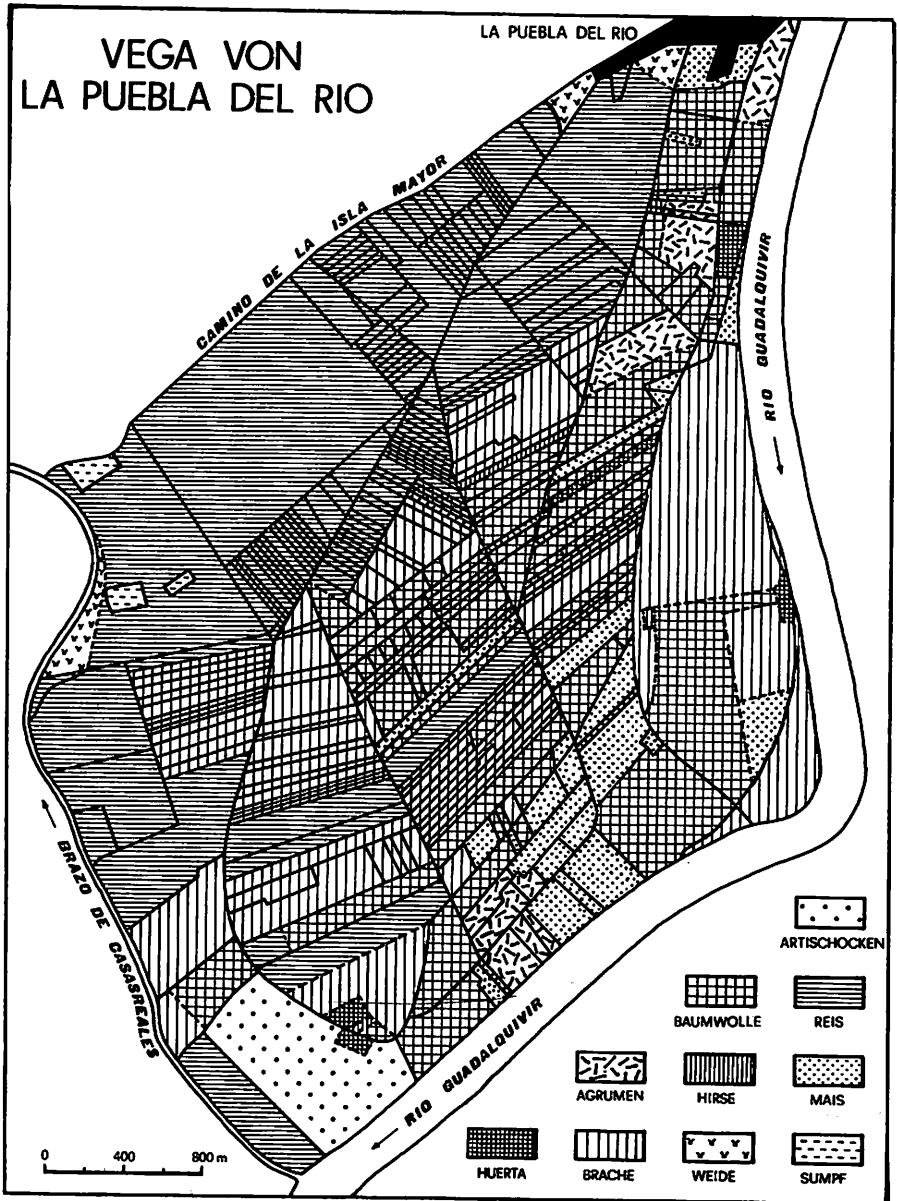 VEGA VON
LA PUEBLA DEL RIO
LA PUEBLA DEL RIO
CAMINO DE LA ISLA MAYOR
RIO GUADALQUIVIR
BRAZO DE CASASREALES
RIO GUADALQUIVIR
ARTISCHOCKEN
BAUMWOLLE
REIS
AGRUMEN
HIRSE
MAIS
HUERTA
BRACHE
WEIDE
SUMPF
0 400 800 m